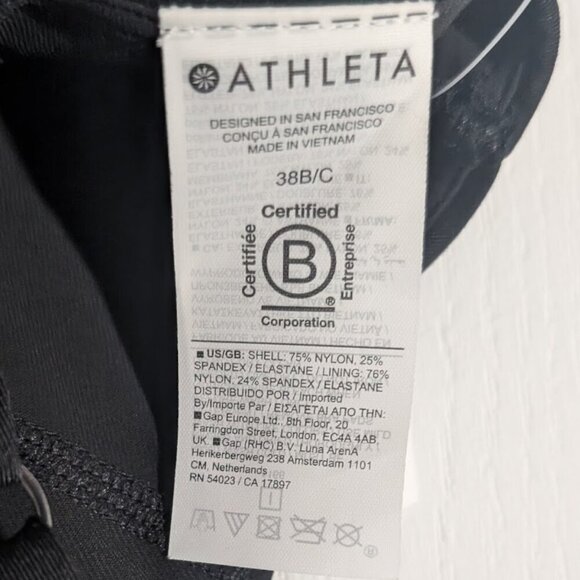 ATHLETA
DESIGNED IN SAN FRANCISCO
CONÇU À SAN FRANCISCO
MADE IN VIETNAM
38B/C
Certified
Certifiée
B
Entreprise
®
Corporation
US/GB: SHELL: 75% NYLON, 25%
SPANDEX / ELASTANE / LINING: 76%
NYLON, 24% SPANDEX / ELASTANE
DISTRIBUIDO POR / Imported
By/Importe Par / ΕΙΣΑΓΕΤΑΙ ΑΠΟ ΤΗΝ:
Gap Europe Ltd., 8th Floor, 20
Farringdon Street, London, EC4A 4AB,
UK. Gap (RHC) B.V. Luna ArenA
Herikerbergweg 238 Amsterdam 1101
CM, Netherlands
RN 54023 / CA 17897